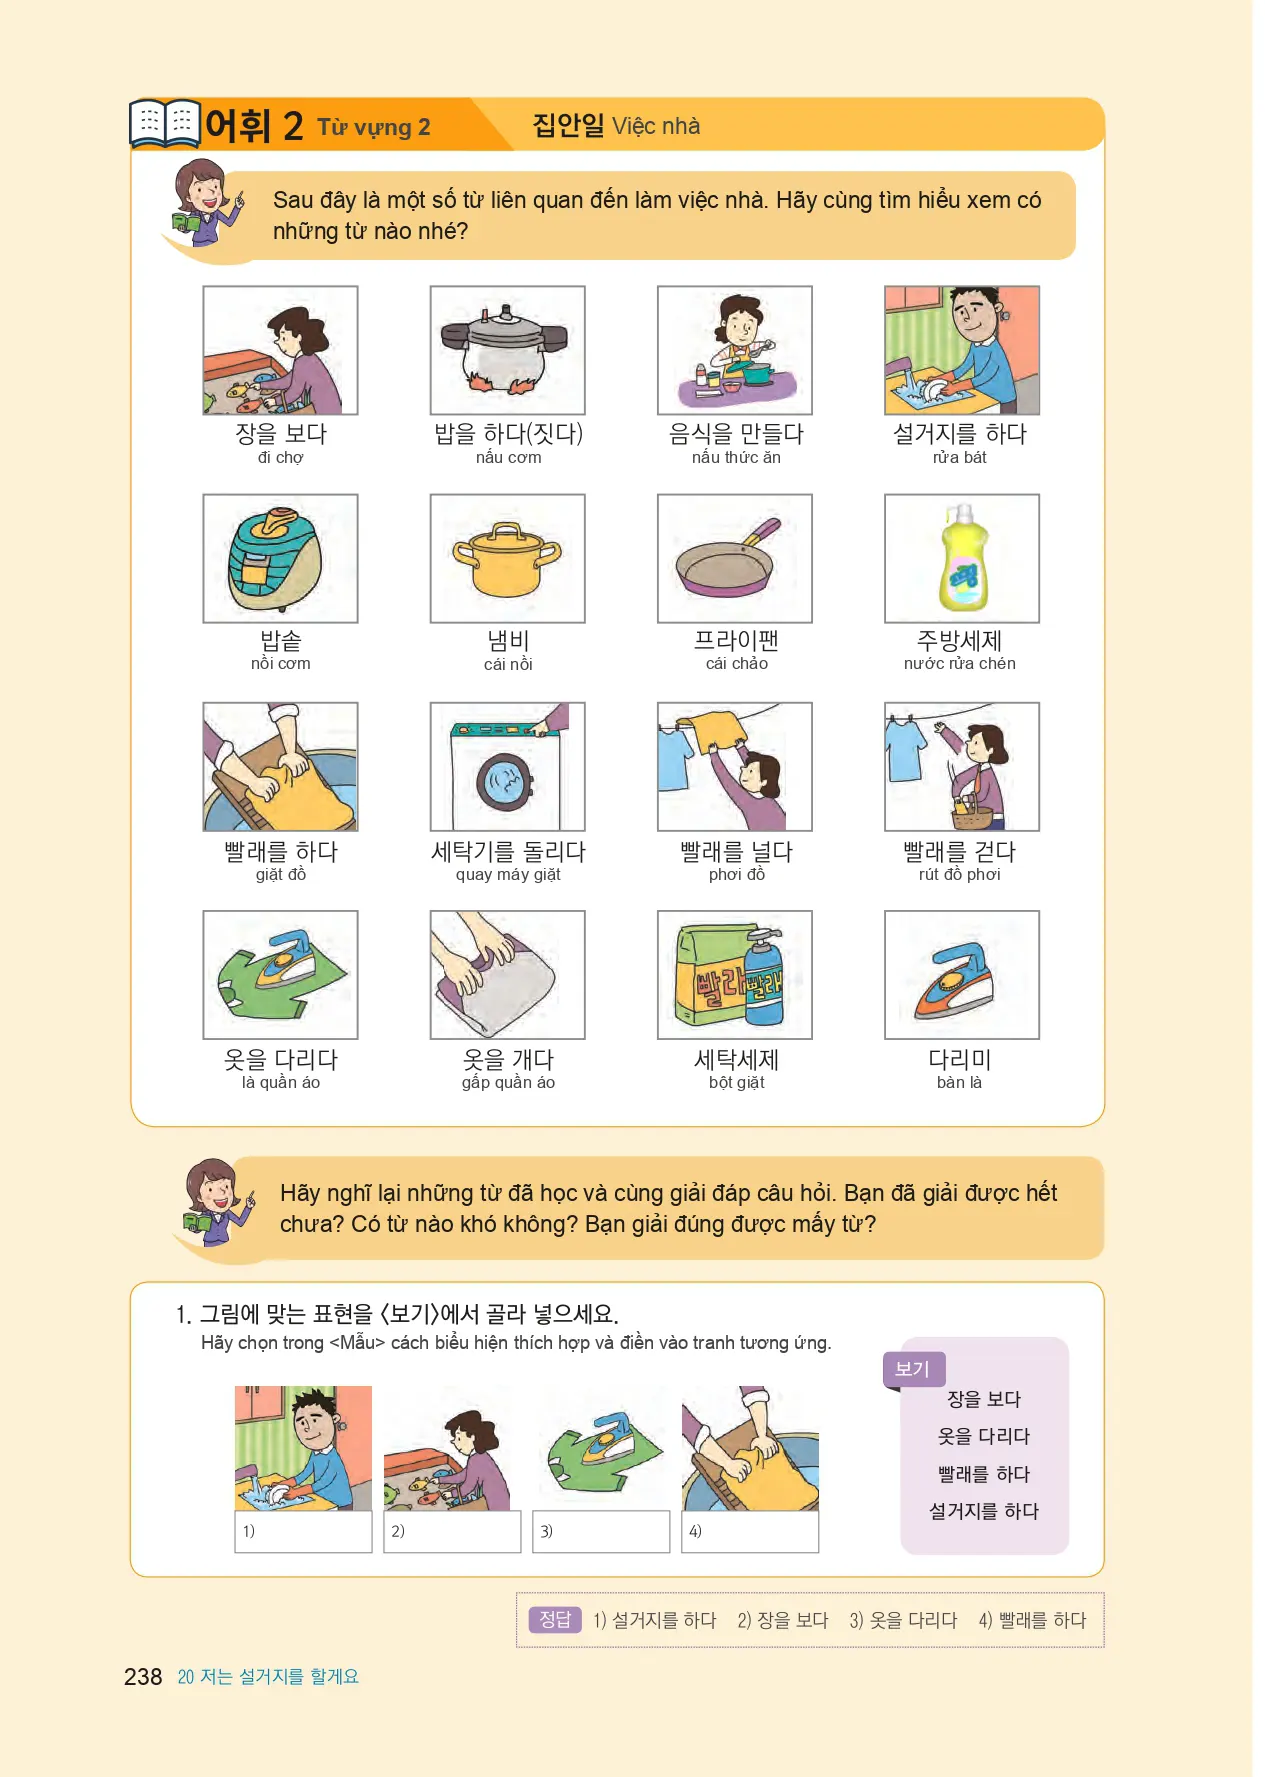 어휘 2 Từ vựng 2 집안일 Việc nhà
Sau đây là một số từ liên quan đến làm việc nhà. Hãy cùng tìm hiểu xem có
những từ nào nhé?
장을 보다 밥을 하다(짓다) 음식을 만들다 설거지를 하다
đi chợ nấu cơm nấu thức ăn rửa bát
밥솥 냄비 프라이팬 주방세제
nồi cơm cái nồi cái chảo nước rửa chén
빨래를 하다 세탁기를 돌리다 빨래를 널다 빨래를 걷다
giặt đồ quay máy giặt phơi đồ rút đồ phơi
빨래 빨래
옷을 다리다 옷을 개다 세탁세제 다리미
là quần áo gấp quần áo bột giặt bàn là
Hãy nghĩ lại những từ đã học và cùng giải đáp câu hỏi. Bạn đã giải được hết
chưa? Có từ nào khó không? Bạn giải đúng được mấy từ?
1. 그림에 맞는 표현을 〈보기〉에서 골라 넣으세요.
Hãy chọn trong <Mẫu> cách biểu hiện thích hợp và điền vào tranh tương ứng.
보기
장을 보다
옷을 다리다
빨래를 하다
설거지를 하다
1) 2) 3) 4)
정답 1) 설거지를 하다 2) 장을 보다 3) 옷을 다리다 4) 빨래를 하다
238 20 저는 설거지를 할게요